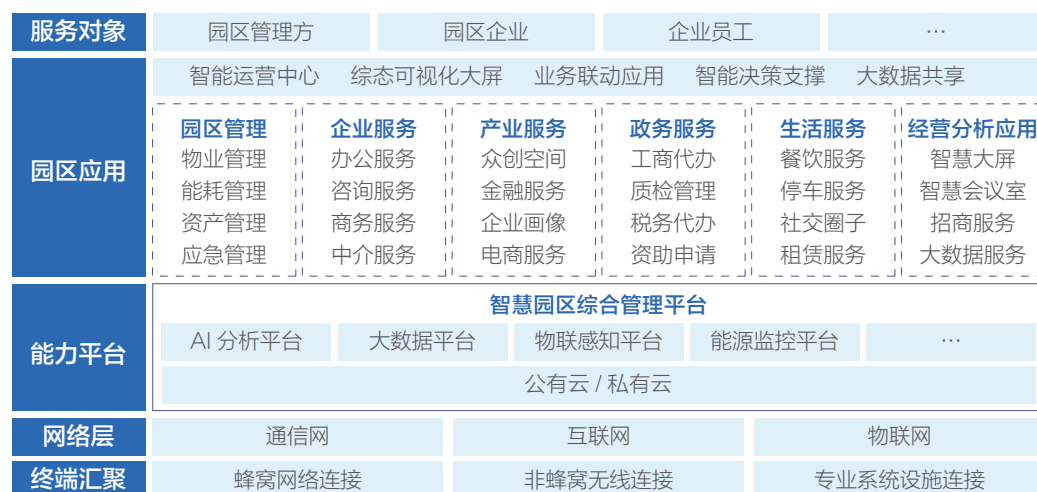 服务对象 园区管理方 园区企业 企业员工 …
园区应用
智能运营中心 综态可视化大屏 业务联动应用 智能决策支撑 大数据共享
园区管理
物业管理
能耗管理
资产管理
应急管理
企业服务
办公服务
咨询服务
商务服务
中介服务
产业服务
众创空间
金融服务
企业画像
电商服务
政务服务
工商代办
质检管理
税务代办
资助申请
生活服务
餐饮服务
停车服务
社交圈子
租赁服务
经营分析应用
智慧大屏
智慧会议室
招商服务
大数据服务
能力平台
智慧园区综合管理平台
AI 分析平台 大数据平台 物联感知平台 能源监控平台 …
公有云 / 私有云
网络层 通信网 互联网 物联网
终端汇聚 蜂窝网络连接 非蜂窝无线连接 专业系统设施连接